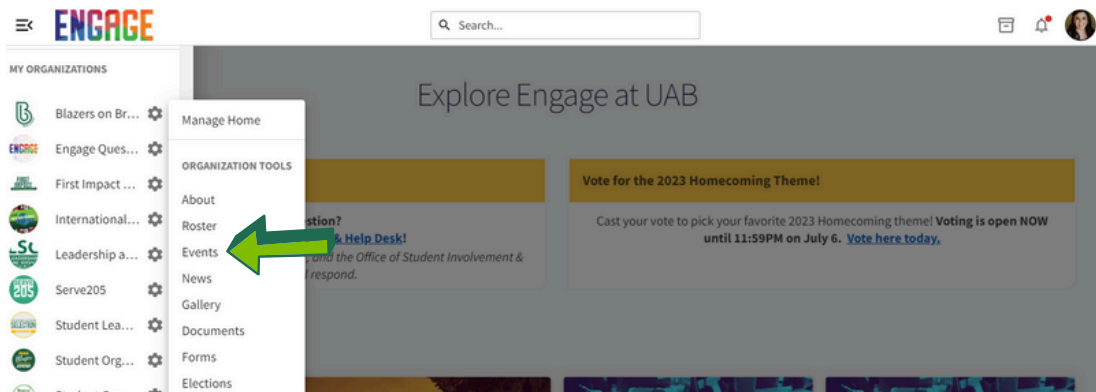 ENGAGE
Search...
MY ORGANIZATIONS
Blazers on Br...
Engage Ques...
First Impact ...
International...
Leadership a...
Serve205
Student Lea...
Student Org...
Manage Home
ORGANIZATION TOOLS
About
Roster
Events
News
Gallery
Documents
Forms
Elections
Explore Engage at UAB
stion?
& Help Desk!
and the Office of Student Involvement &
respond.
Vote for the 2023 Homecoming Theme!
Cast your vote to pick your favorite 2023 Homecoming theme! Voting is open NOW
until 11:59PM on July 6. Vote here today.